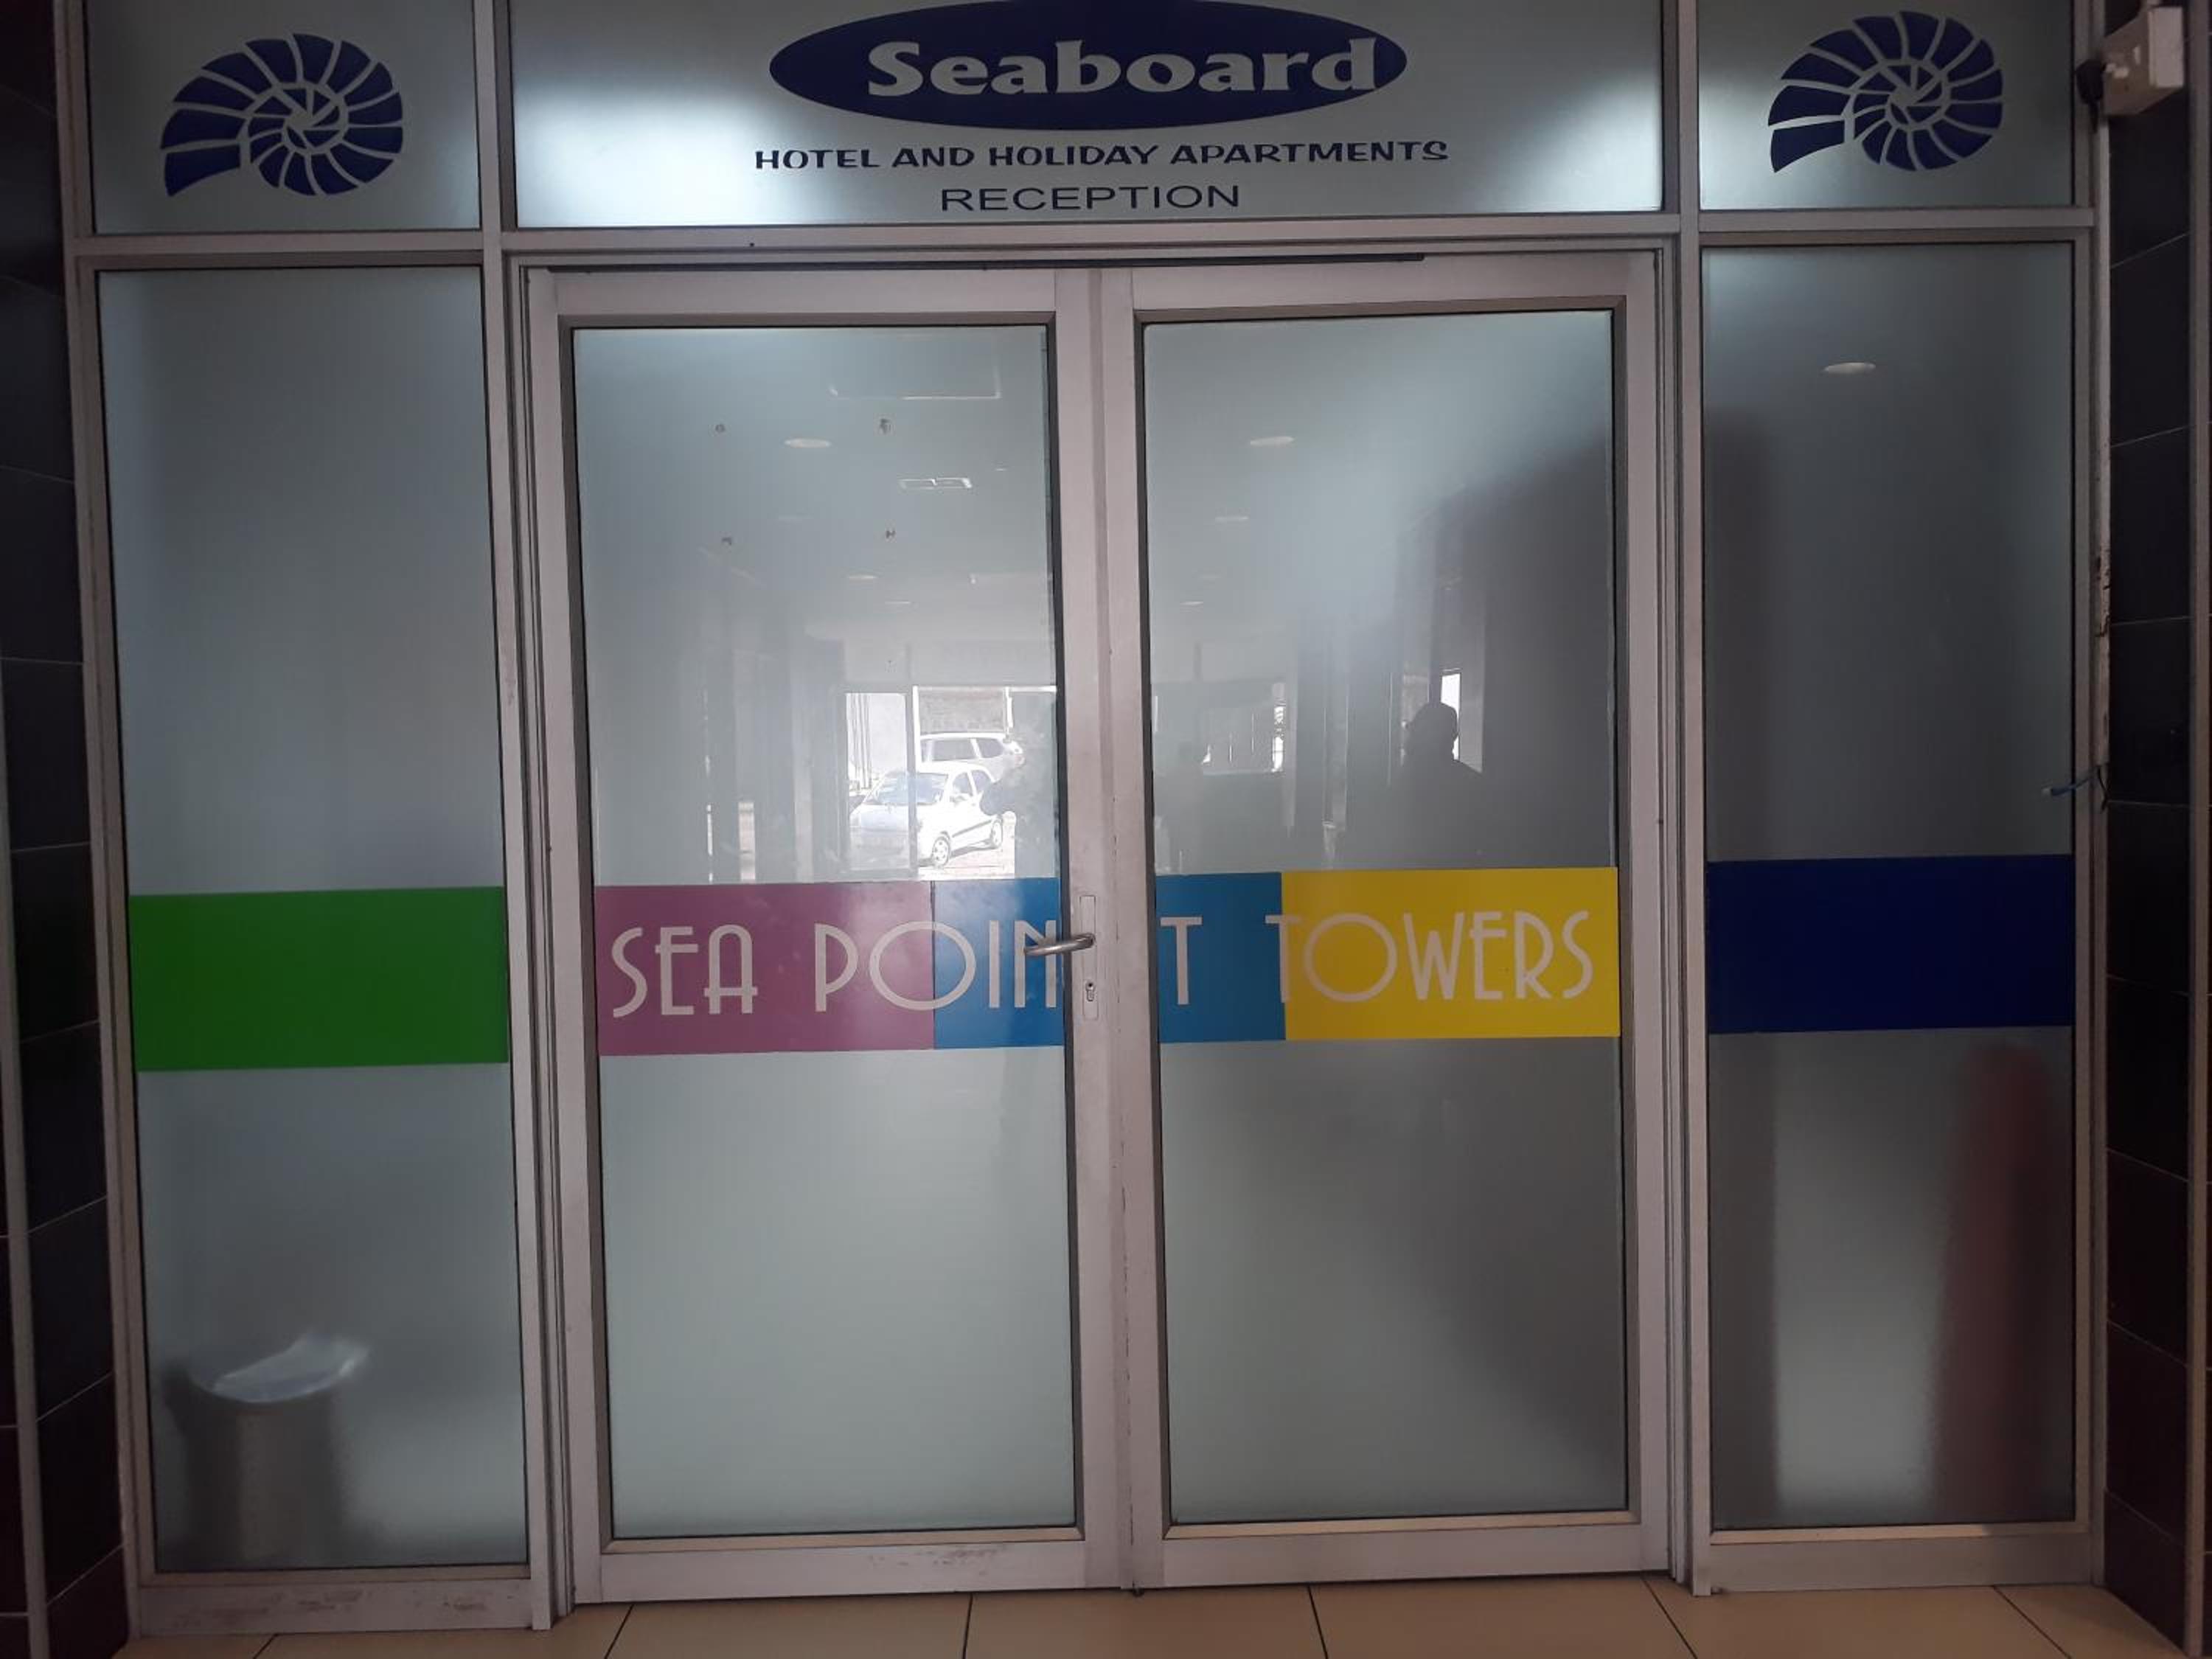 Seaboard
HOTEL AND HOLIDAY APARTMENTS
RECEPTION
SEA POINT TOWERS